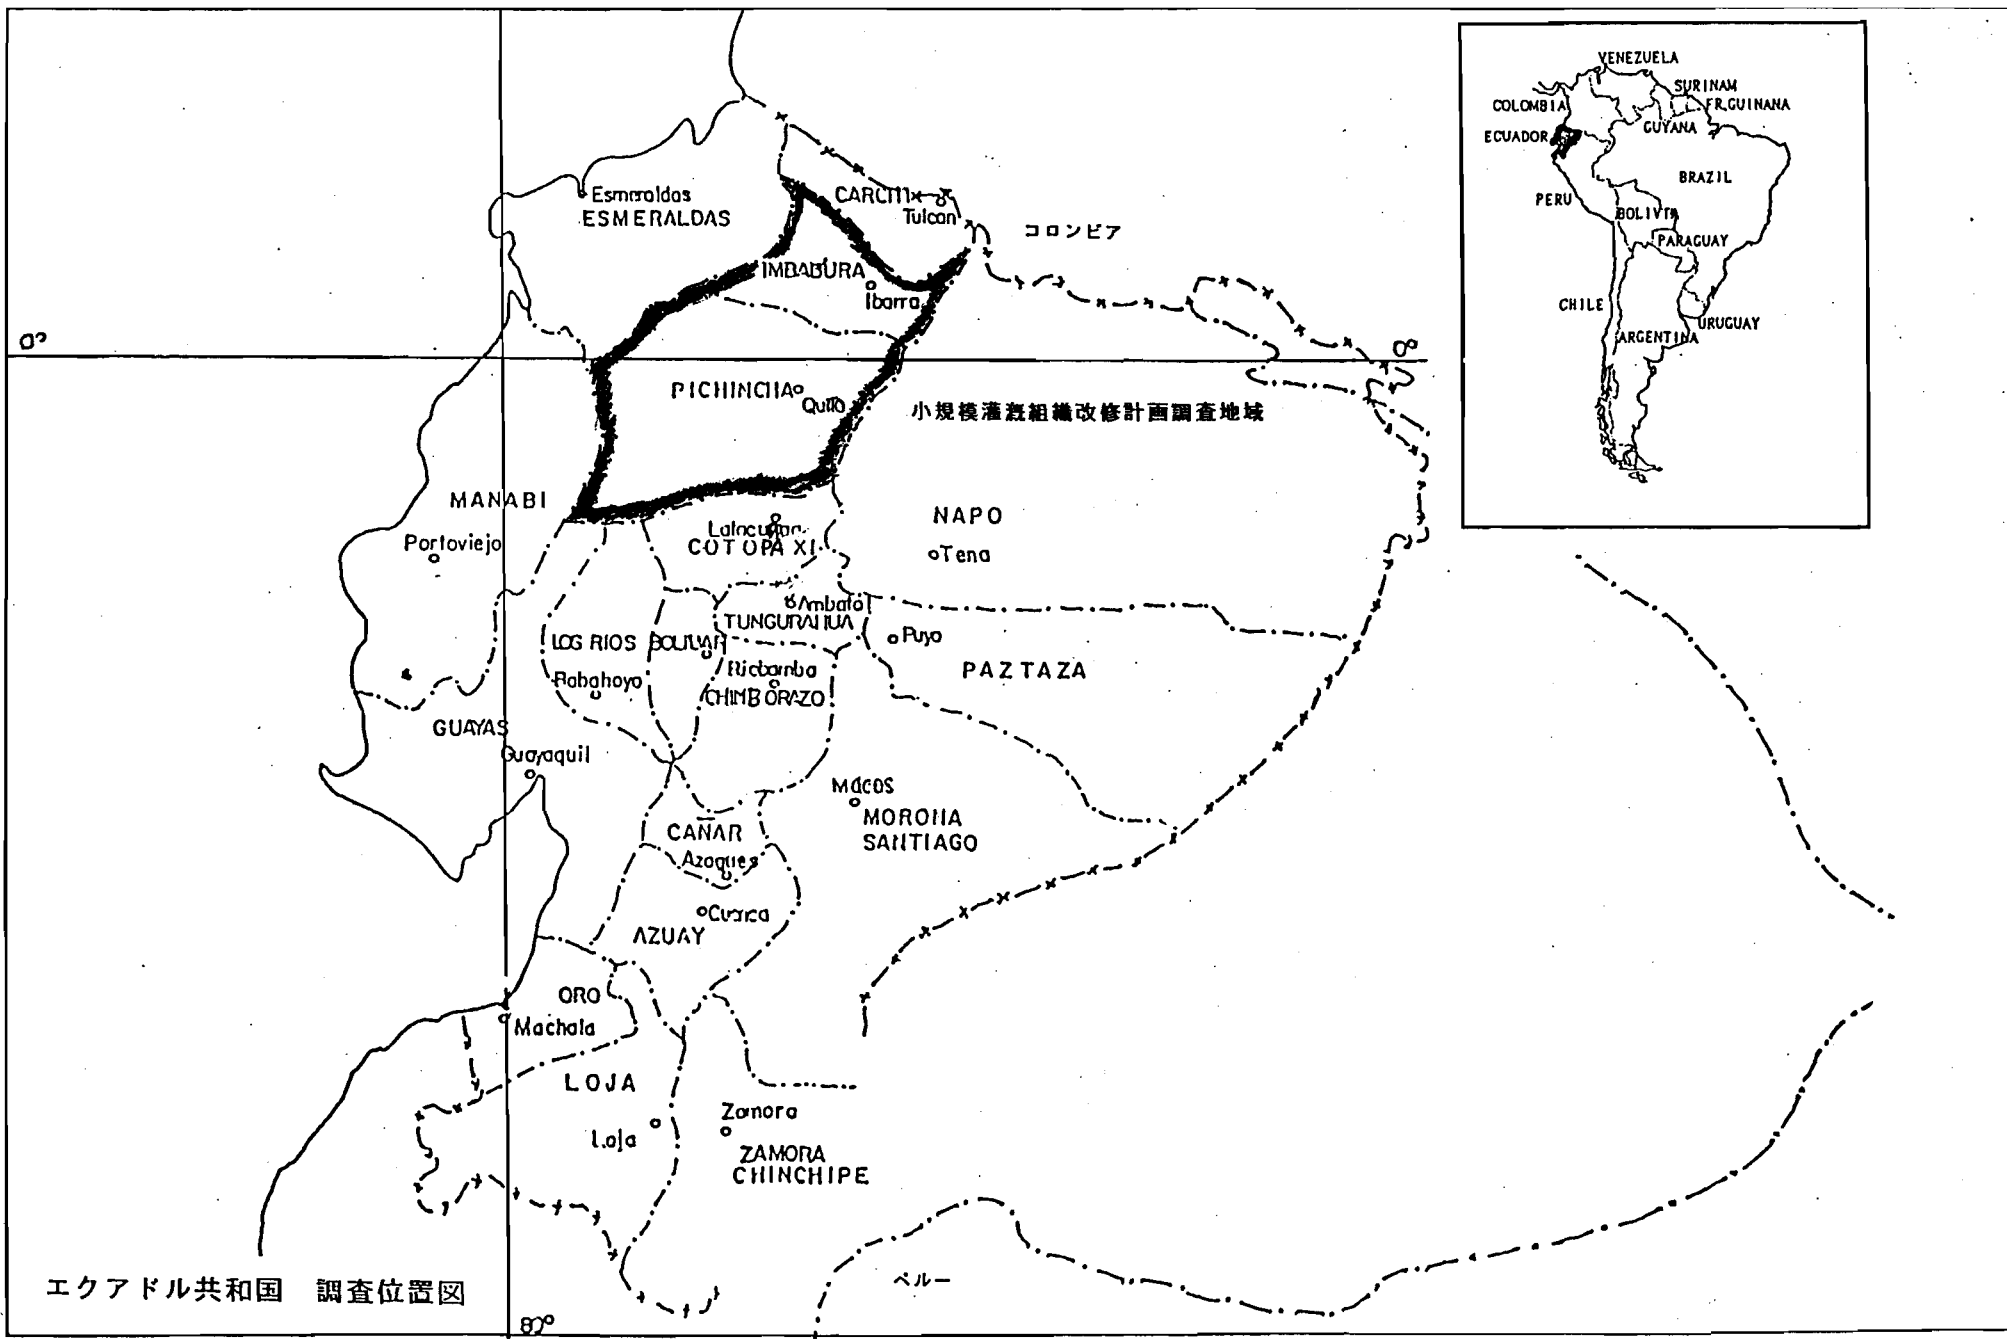 VENEZUELA
SURINAM
COLOMBIA
FR.GUINANA
GUYANA
ECUADOR
BRAZIL
PERU
BOLIVIA
PARAGUAY
CHILE
URUGUAY
ARGENTINA
Esmeraldas
ESMERALDAS
CARCHI
Tulcan
コロンビア
IMBABURA
Ibarra
0°
0°
PICHINCHA
Quito
小規模灌漑組織改修計画調査地域
MANABI
Portoviejo
COTOPAXI
NAPO
Tena
Ambato
TUNGURAHUA
LOS RIOS
BOLIVAR
Puyo
PAZTAZA
Riobamba
Babahoyo
CHIMBORAZO
GUAYAS
Guayaquil
Macos
MORONA
SANTIAGO
CAÑAR
Azogues
Cuenca
AZUAY
ORO
Machala
LOJA
Loja
Zamora
ZAMORA
CHINCHIPE
ペルー
エクアドル共和国 調査位置図
80°